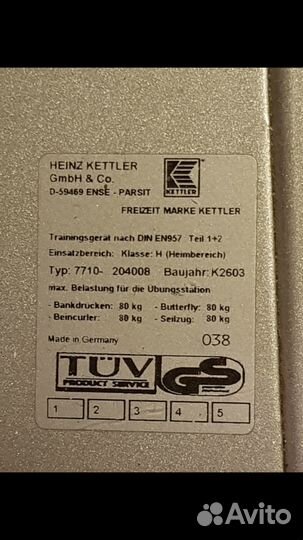 HEINZ KETTLER
GmbH & Co.
D-59469 ENSE - PARSIT
KETTLER
FREIZEIT MARKE KETTLER
Trainingsgerät nach DIN EN957 Teil 1+2
Einsatzbereich: Klasse: H (Heimbereich)
Typ: 7710- 204008 Baujahr: K2603
max. Belastung für die Übungsstation
- Bankdrücken: 80 kg - Butterfly: 80 kg
- Beincurler: 80 kg - Seilzug: 80 kg
Made in Germany 038
TÜV
PRODUCT SERVICE
GS
1 2 3 4 5
Avito